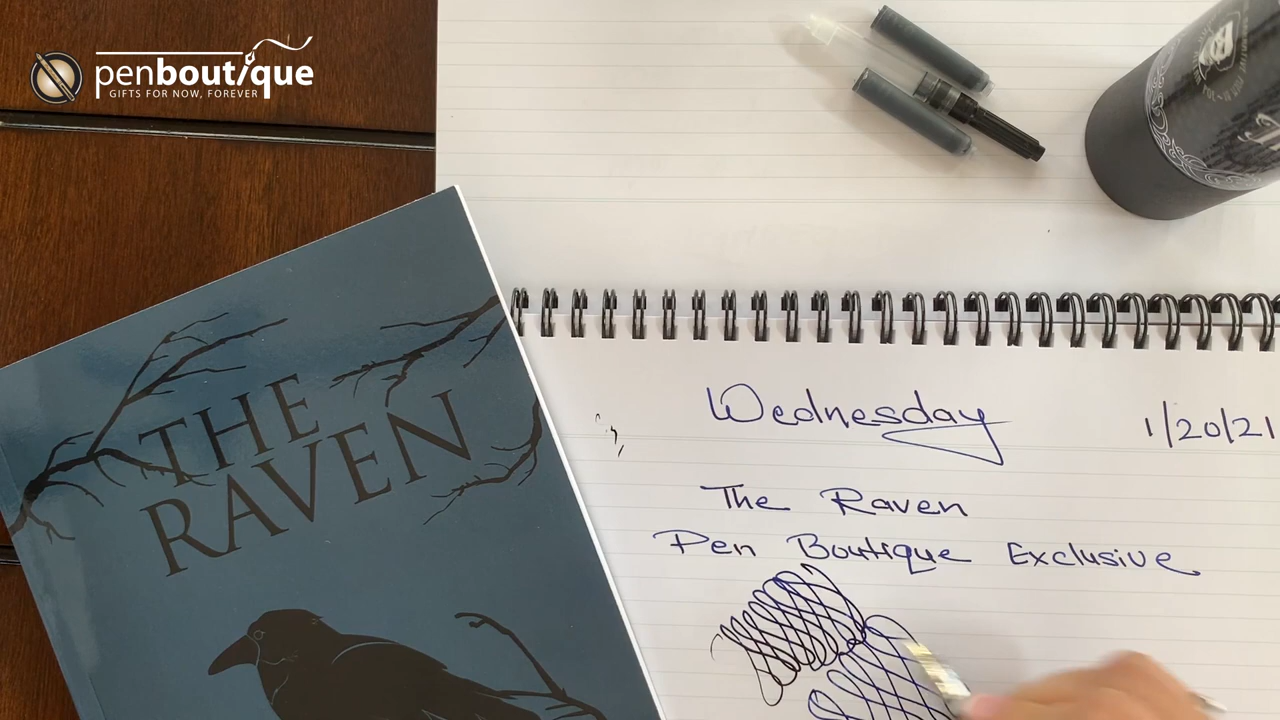 penboutique
GIFTS FOR NOW, FOREVER
THE
RAVEN
Wednesday
1/20/21
The Raven
Pen Boutique Exclusive